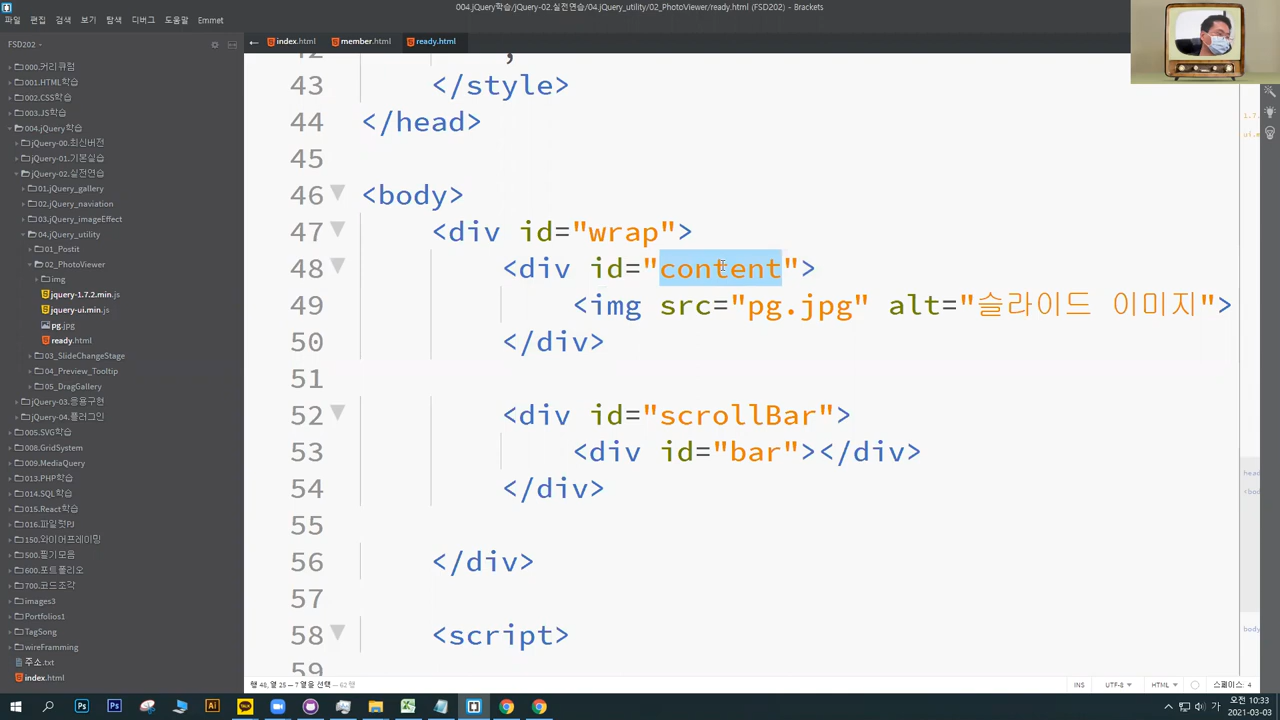 004.jQuery학습/jQuery-02.실전연습/04.jQuery_utility/02_PhotoViewer/ready.html (FSD202) - Brackets
파일 편집 찾기 보기 탐색 디버그 도움말 Emmet
FSD202
index.html
member.html
ready.html
000.커리큘럼
001.HTML학습
002.CSS학습
003.JS학습
004.jQuery학습
jQuery-00.최신버전
jQuery-01.기본실습
jQuery-02.실전연습
01.jQuery_gallery
02.jQuery_naviation
03.jQuery_imageEffect
04.jQuery_utility
01_Postit
02_PhotoViewer
img
jquery-1.7.2.min.js
jquery-ui.min.js
pg.jpg
ready.html
03_SlideChangeStage
04_Preview_Tooltip
05_DragGallery
jQuery-03.응용구현
jQuery-04.플러그인
005.SVG학습
008.GridSystem
009.MediaQuery
013.PHP학습
014.SQL학습
015.React학습
016.파일럿PJ
150.와이어프레이밍
500.필기모음
600.포트폴리오
700.코드조각
images3
Portfolios1
TagSong
wireFramming
주소.txt
index.html
43 </style>
44 </head>
45
46 <body>
47 <div id="wrap">
48 <div id="content">
49 <img src="pg.jpg" alt="슬라이드 이미지">
50 </div>
51
52 <div id="scrollBar">
53 <div id="bar"></div>
54 </div>
55
56 </div>
57
58 <script>
59
행 48, 열 25 — 7 열을 선택 — 62 행
INS UTF-8 HTML 스페이스: 4
오전 10:33
2021-03-03